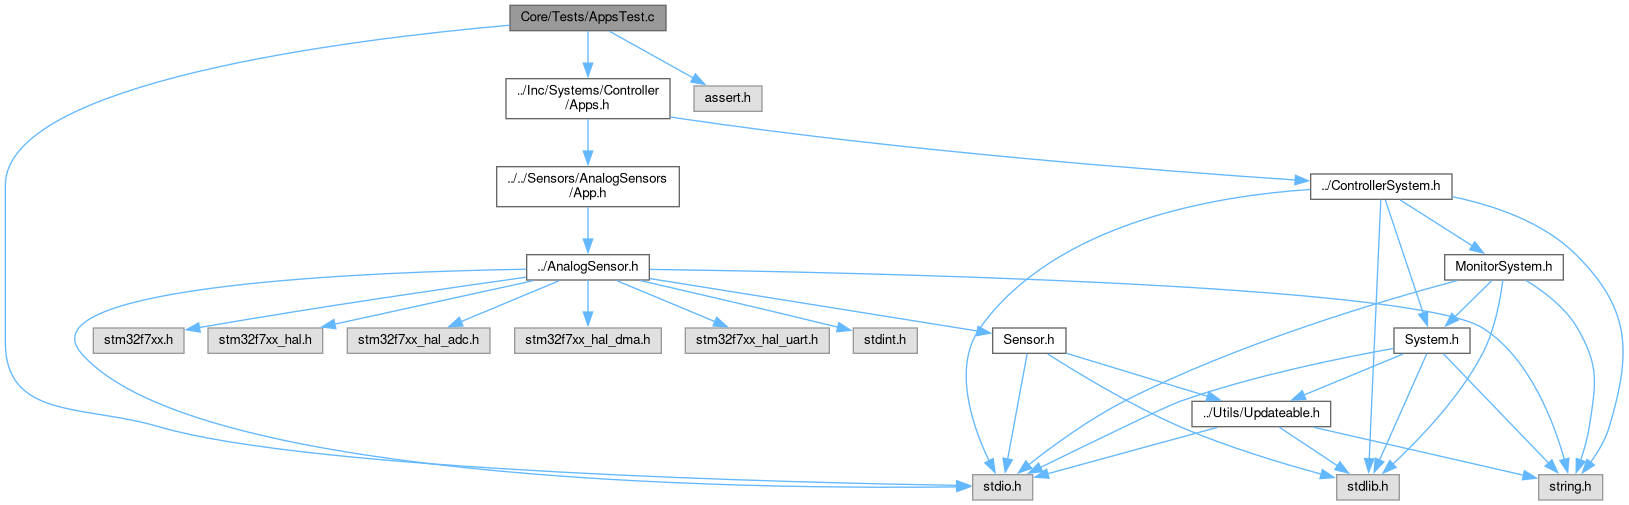 Core/Tests/AppsTest.c
../Inc/Systems/Controller
/Apps.h
assert.h
../../Sensors/AnalogSensors
/App.h
../ControllerSystem.h
../AnalogSensor.h
MonitorSystem.h
stm32f7xx.h
stm32f7xx_hal.h
stm32f7xx_hal_adc.h
stm32f7xx_hal_dma.h
stm32f7xx_hal_uart.h
stdint.h
Sensor.h
System.h
../Utils/Updateable.h
stdio.h
stdlib.h
string.h